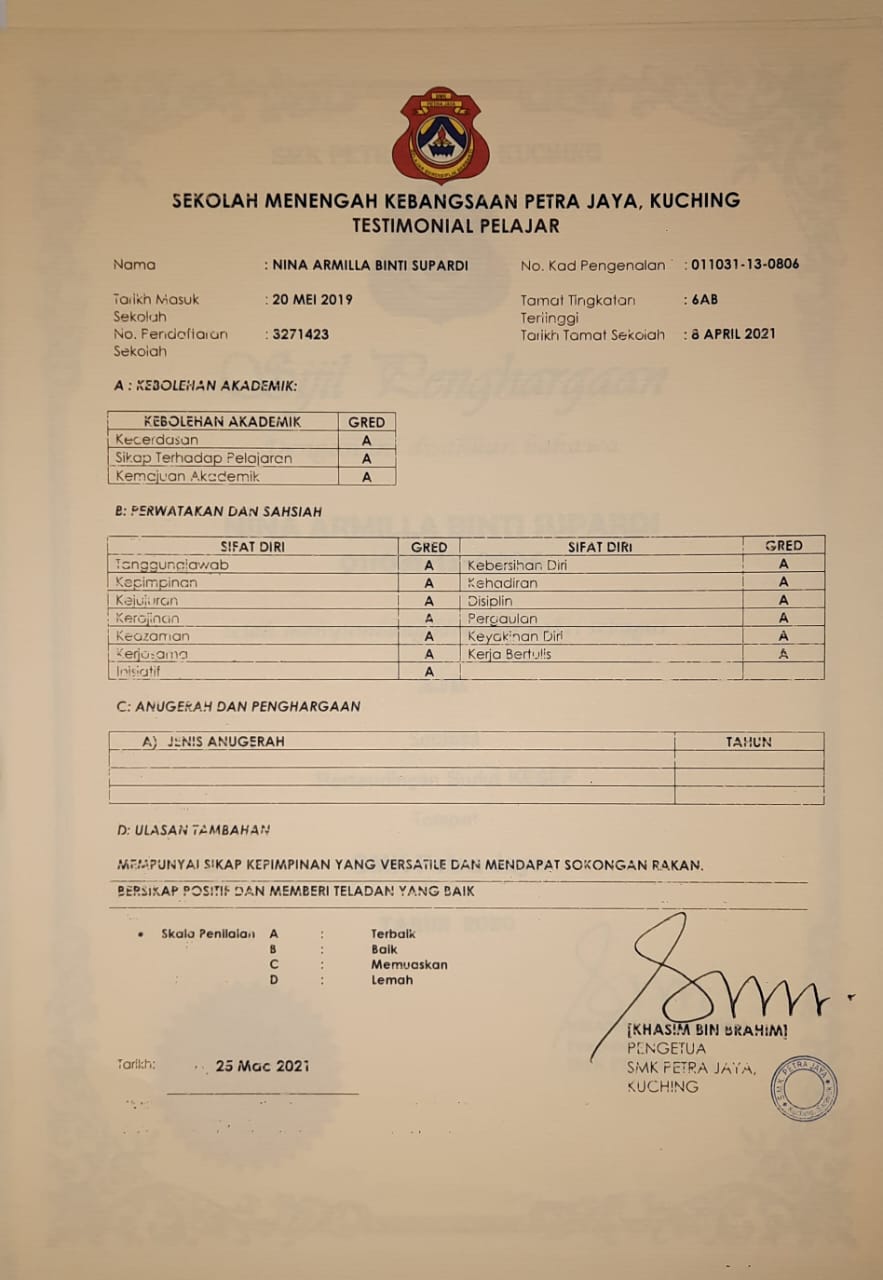 SMK
PETRA JAYA
SEKOLAH MENENGAH KEBANGSAAN PETRA JAYA, KUCHING
TESTIMONIAL PELAJAR
Nama : NINA ARMILLA BINTI SUPARDI No. Kad Pengenalan : 011031-13-0806
Tarikh Masuk Sekolah : 20 MEI 2019 Tamat Tingkatan Tertinggi : 6AB
No. Pendaftaran Sekolah : 3271423 Tarikh Tamat Sekolah : 8 APRIL 2021
A : KEBOLEHAN AKADEMIK:
KEBOLEHAN AKADEMIK GRED
Kecerdasan A
Sikap Terhadap Pelajaran A
Kemajuan Akademik A
B: PERWATAKAN DAN SAHSIAH
SIFAT DIRI GRED SIFAT DIRI GRED
Tanggungjawab A Kebersihan Diri A
Kepimpinan A Kehadiran A
Kejujuran A Disiplin A
Kerajinan A Pergaulan A
Keazaman A Keyakinan Diri A
Kerjasama A Kerja Bertulis A
Inisiatif A
C: ANUGERAH DAN PENGHARGAAN
A) JENIS ANUGERAH TAHUN
D: ULASAN TAMBAHAN
MEMPUNYAI SIKAP KEPIMPINAN YANG VERSATILE DAN MENDAPAT SOKONGAN RAKAN.
BERSIKAP POSITIF DAN MEMBERI TELADAN YANG BAIK
• Skala Penilaian A : Terbaik
B : Baik
C : Memuaskan
D : Lemah
[KHASIM BIN BRAHIM]
PENGETUA
SMK PETRA JAYA,
KUCHING
Tarikh: 25 Mac 2021
S.M.K PETRA JAYA